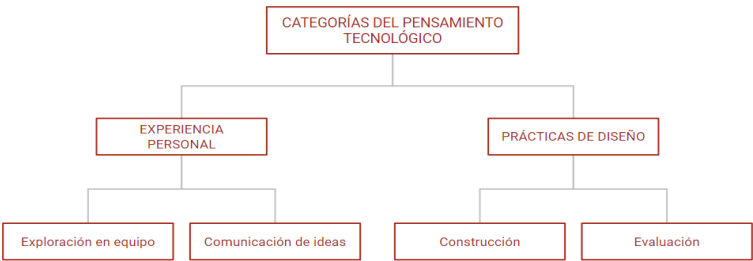 CATEGORÍAS DEL PENSAMIENTO
TECNOLÓGICO
EXPERIENCIA
PERSONAL
PRÁCTICAS DE DISEÑO
Exploración en equipo
Comunicación de ideas
Construcción
Evaluación